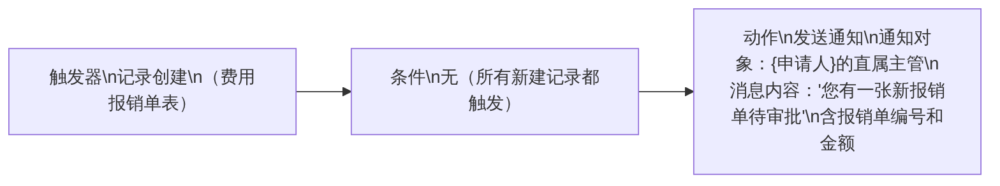 触发器\n记录创建\n（费用
报销单表）
条件\n无（所有新建记录都
触发）
动作\n发送通知\n通知对
象：{申请人}的直属主管\n
消息内容：'您有一张新报销
单待审批'\n含报销单编号和
金额